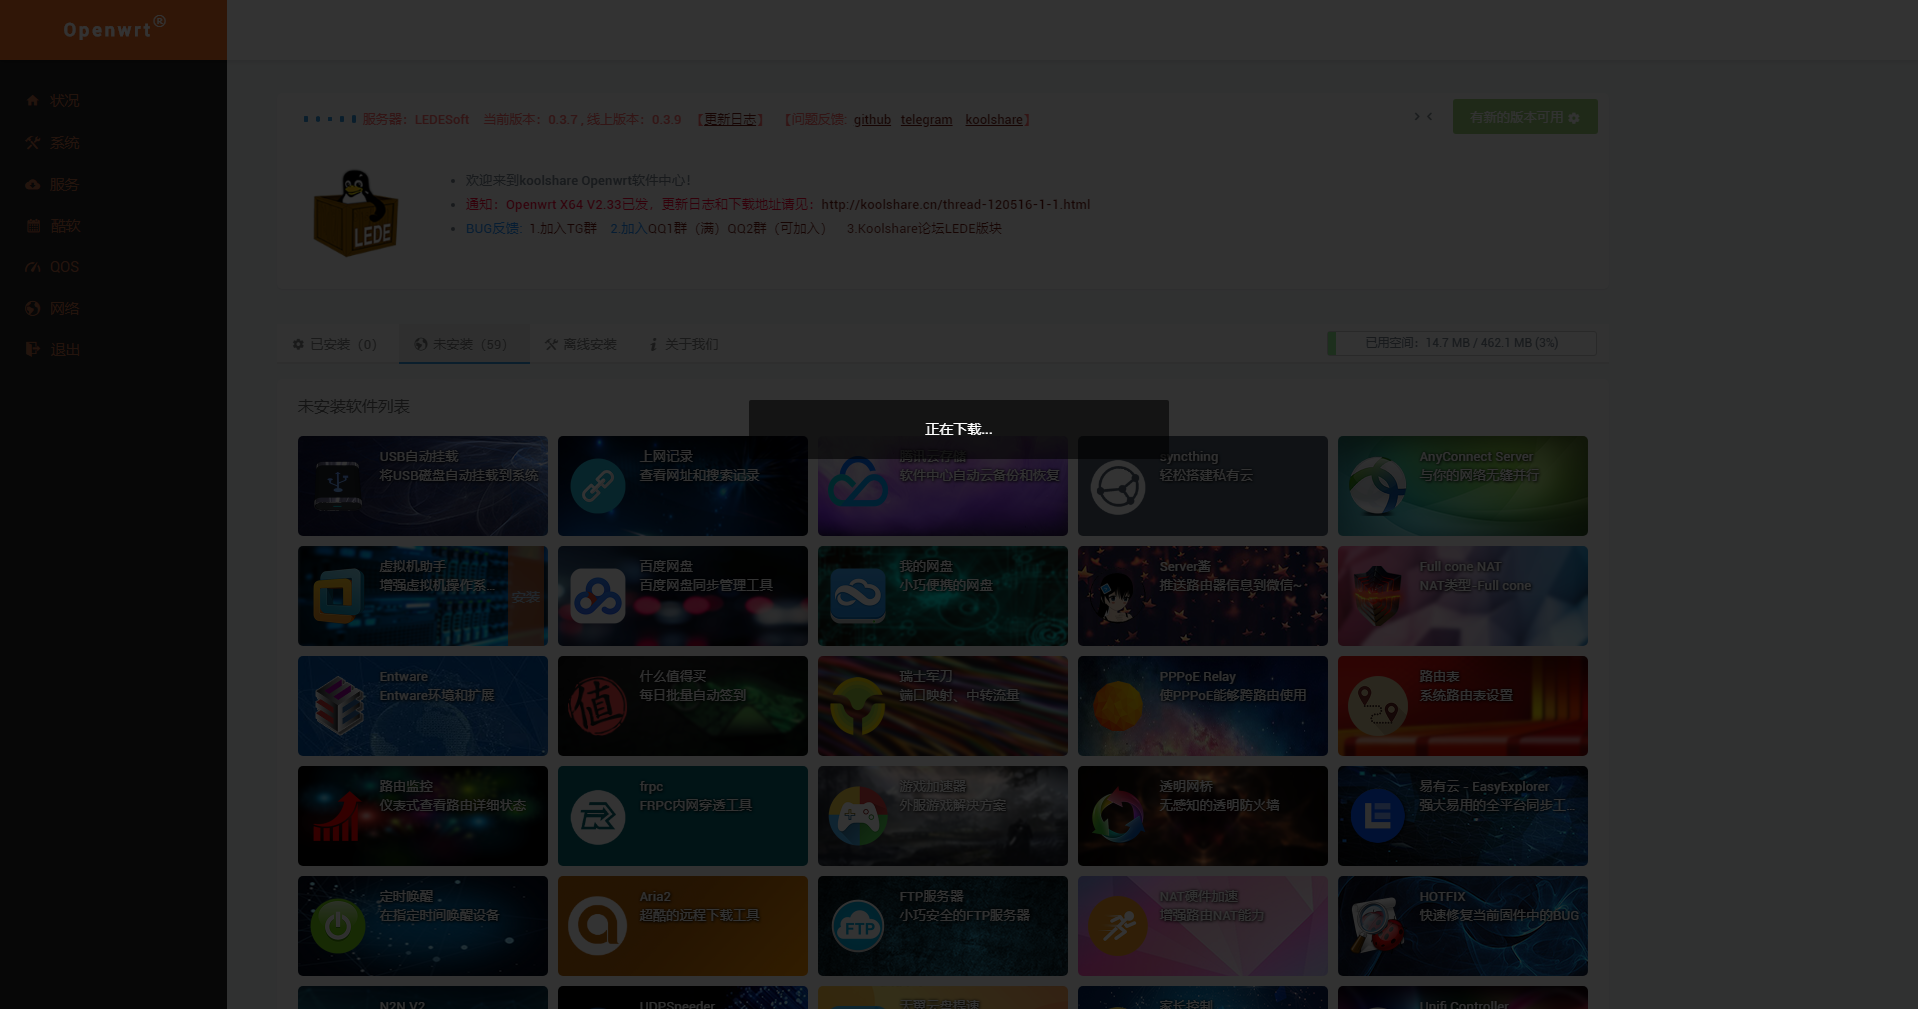 Openwrt®
状况
系统
服务
酷软
QOS
网络
退出
服务器：LEDESoft 当前版本：0.3.7 , 线上版本：0.3.9 【更新日志】 【问题反馈: github telegram koolshare】
有新的版本可用
欢迎来到koolshare Openwrt软件中心！
通知：Openwrt X64 V2.33已发，更新日志和下载地址请见：http://koolshare.cn/thread-120516-1-1.html
BUG反馈: 1.加入TG群 2.加入QQ1群（满）QQ2群（可加入） 3.Koolshare论坛LEDE版块
LEDE
已安装（0）
未安装（59）
离线安装
关于我们
已用空间：14.7 MB / 462.1 MB (3%)
未安装软件列表
正在下载...
USB自动挂载
将USB磁盘自动挂载到系统
上网记录
查看网址和搜索记录
腾讯云存储
软件中心自动云备份和恢复
syncthing
轻松搭建私有云
AnyConnect Server
与你的网络无缝并行
虚拟机助手
增强虚拟机操作系...
安装
百度网盘
百度网盘同步管理工具
我的网盘
小巧便携的网盘
Server酱
推送路由器信息到微信~
Full cone NAT
NAT类型-Full cone
Entware
Entware环境和扩展
值
什么值得买
每日批量自动签到
瑞士军刀
端口映射、中转流量
PPPoE Relay
使PPPoE能够跨路由使用
路由表
系统路由表设置
路由监控
仪表式查看路由详细状态
frpc
FRPC内网穿透工具
游戏加速器
外服游戏解决方案
透明网桥
无感知的透明防火墙
易有云 - EasyExplorer
强大易用的全平台同步工...
定时唤醒
在指定时间唤醒设备
Aria2
超酷的远程下载工具
FTP
FTP服务器
小巧安全的FTP服务器
NAT硬件加速
增强路由NAT能力
HOTFIX
快速修复当前固件中的BUG
N2N V2
UDPSpeeder
天翼云盘提速
家长控制
Unifi Controller